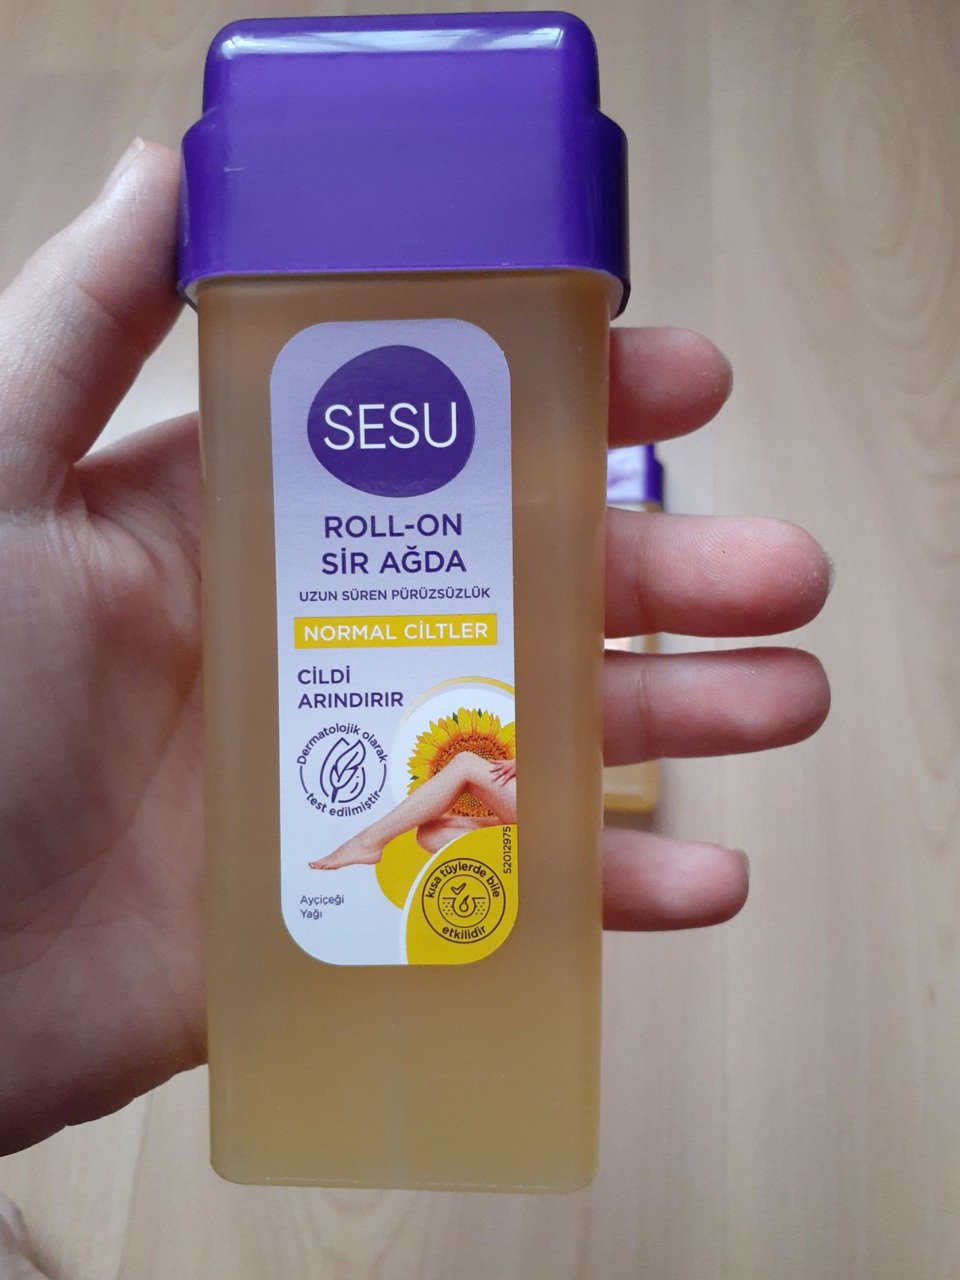 SESU
ROLL-ON
SİR AĞDA
UZUN SÜREN PÜRÜZSÜZLÜK
NORMAL CİLTLER
CİLDİ
ARINDIRIR
Dermatolojik olarak
test edilmiştir
Ayçiçeği
Yağı
kısa tüylerde bile
etkilidir
52012975